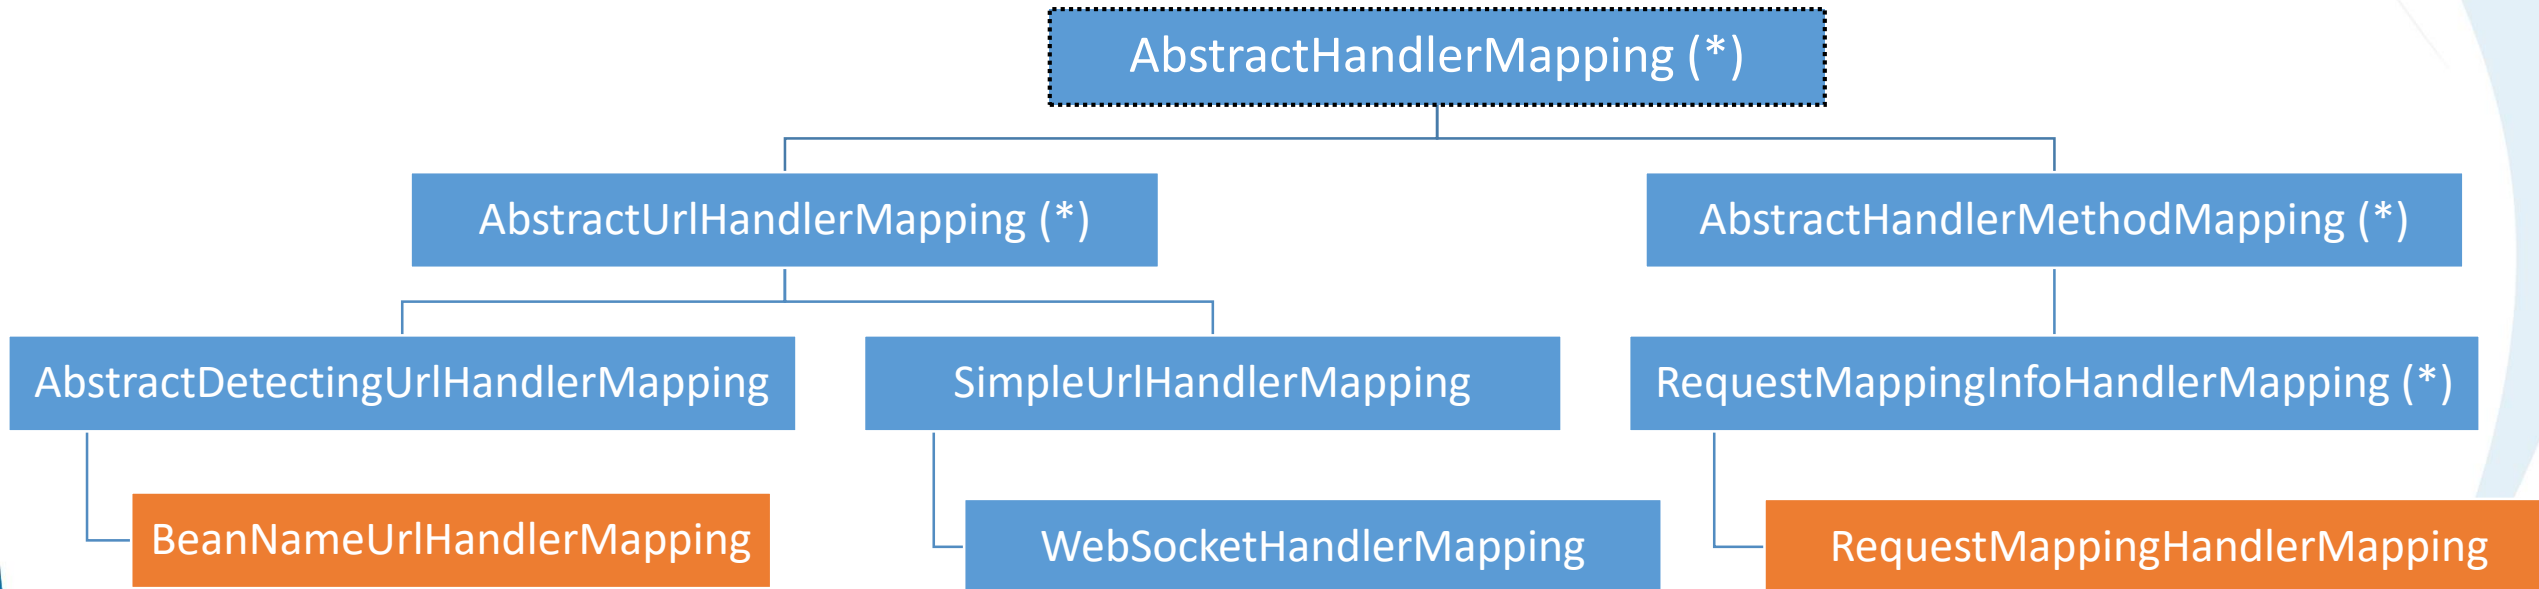 AbstractHandlerMapping (*)
AbstractUrlHandlerMapping (*)
AbstractHandlerMethodMapping (*)
AbstractDetectingUrlHandlerMapping
SimpleUrlHandlerMapping
RequestMappingInfoHandlerMapping (*)
BeanNameUrlHandlerMapping
WebSocketHandlerMapping
RequestMappingHandlerMapping